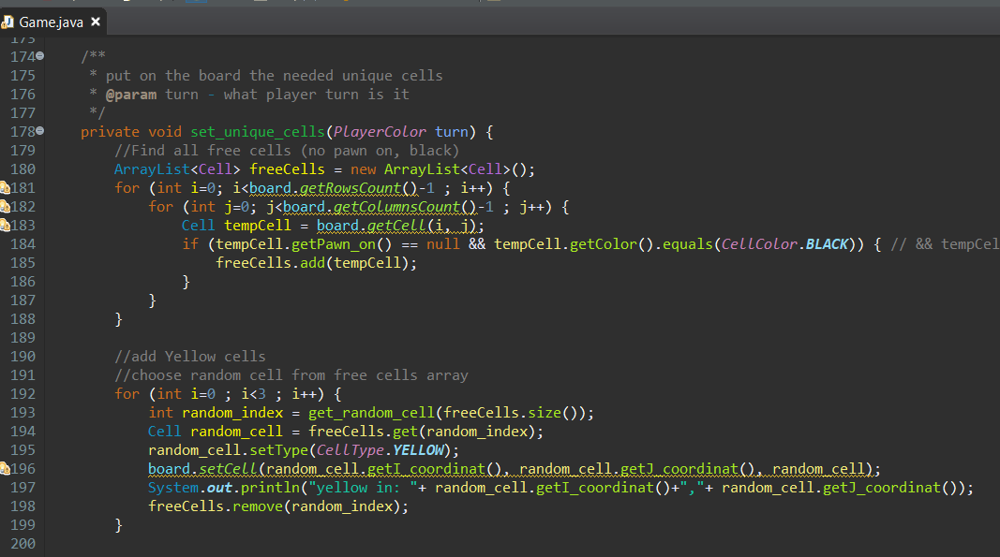 Game.java
173
174 /**
175 * put on the board the needed unique cells
176 * @param turn - what player turn is it
177 */
178 private void set_unique_cells(PlayerColor turn) {
179 //Find all free cells (no pawn on, black)
180 ArrayList<Cell> freeCells = new ArrayList<Cell>();
181 for (int i=0; i<board.getRowsCount()-1 ; i++) {
182 for (int j=0; j<board.getColumnsCount()-1 ; j++) {
183 Cell tempCell = board.getCell(i, j);
184 if (tempCell.getPawn_on() == null && tempCell.getColor().equals(CellColor.BLACK)) { // && tempCel
185 freeCells.add(tempCell);
186 }
187 }
188 }
189
190 //add Yellow cells
191 //choose random cell from free cells array
192 for (int i=0 ; i<3 ; i++) {
193 int random_index = get_random_cell(freeCells.size());
194 Cell random_cell = freeCells.get(random_index);
195 random_cell.setType(CellType.YELLOW);
196 board.setCell(random_cell.getI_coordinat(), random_cell.getJ_coordinat(), random_cell);
197 System.out.println("yellow in: "+ random_cell.getI_coordinat()+","+ random_cell.getJ_coordinat());
198 freeCells.remove(random_index);
199 }
200